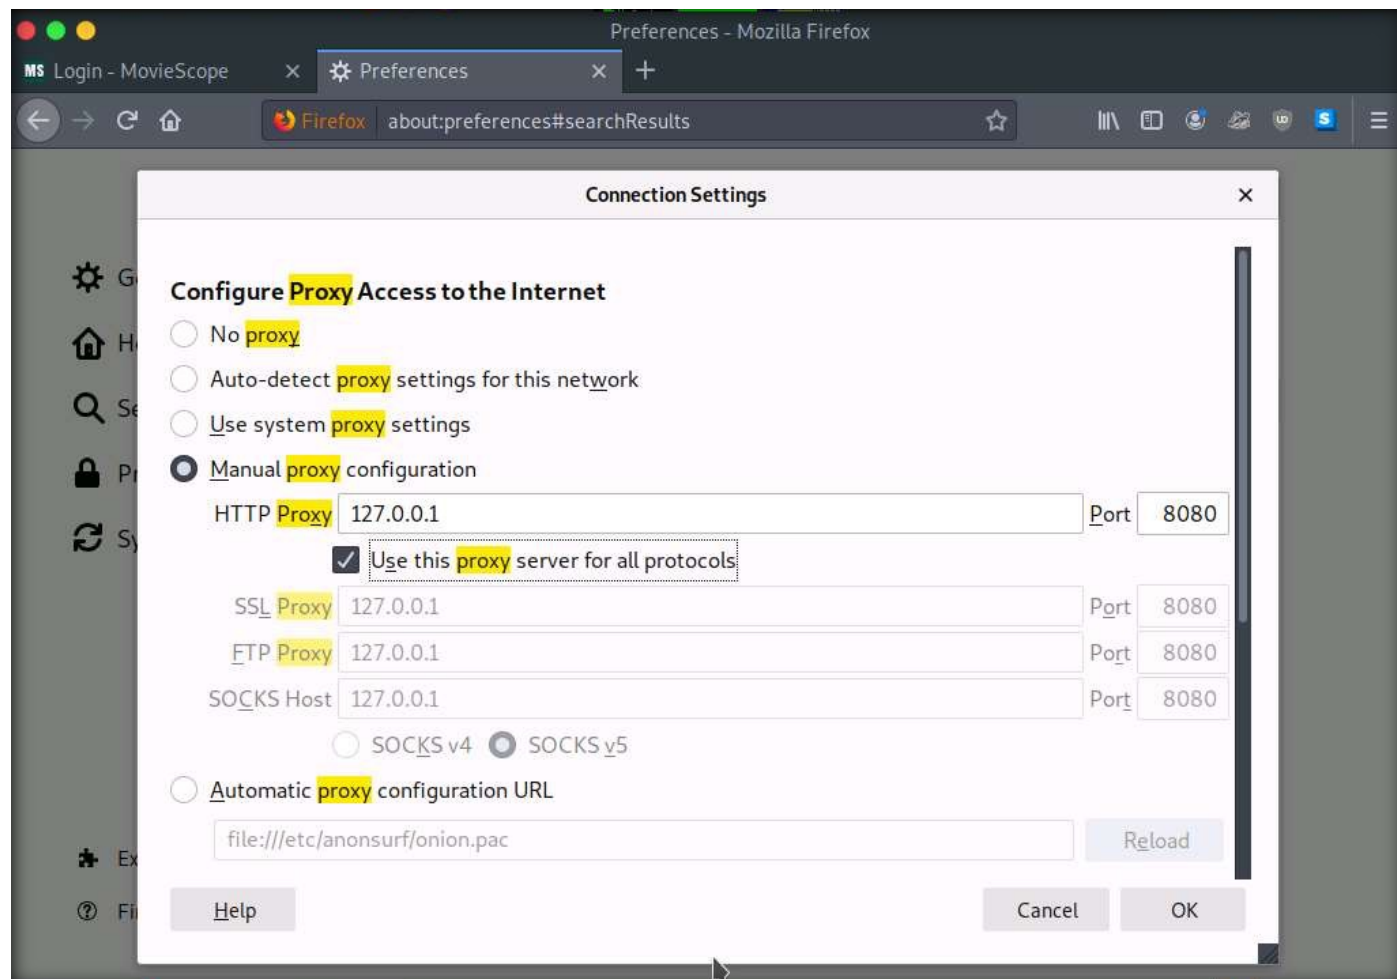 Preferences - Mozilla Firefox
MS Login - MovieScope
Preferences
Firefox about:preferences#searchResults
Connection Settings
Configure Proxy Access to the Internet
No proxy
Auto-detect proxy settings for this network
Use system proxy settings
Manual proxy configuration
HTTP Proxy 127.0.0.1 Port 8080
Use this proxy server for all protocols
SSL Proxy 127.0.0.1 Port 8080
FTP Proxy 127.0.0.1 Port 8080
SOCKS Host 127.0.0.1 Port 8080
SOCKS v4 SOCKS v5
Automatic proxy configuration URL
file:///etc/anonsurf/onion.pac Reload
Help Cancel OK